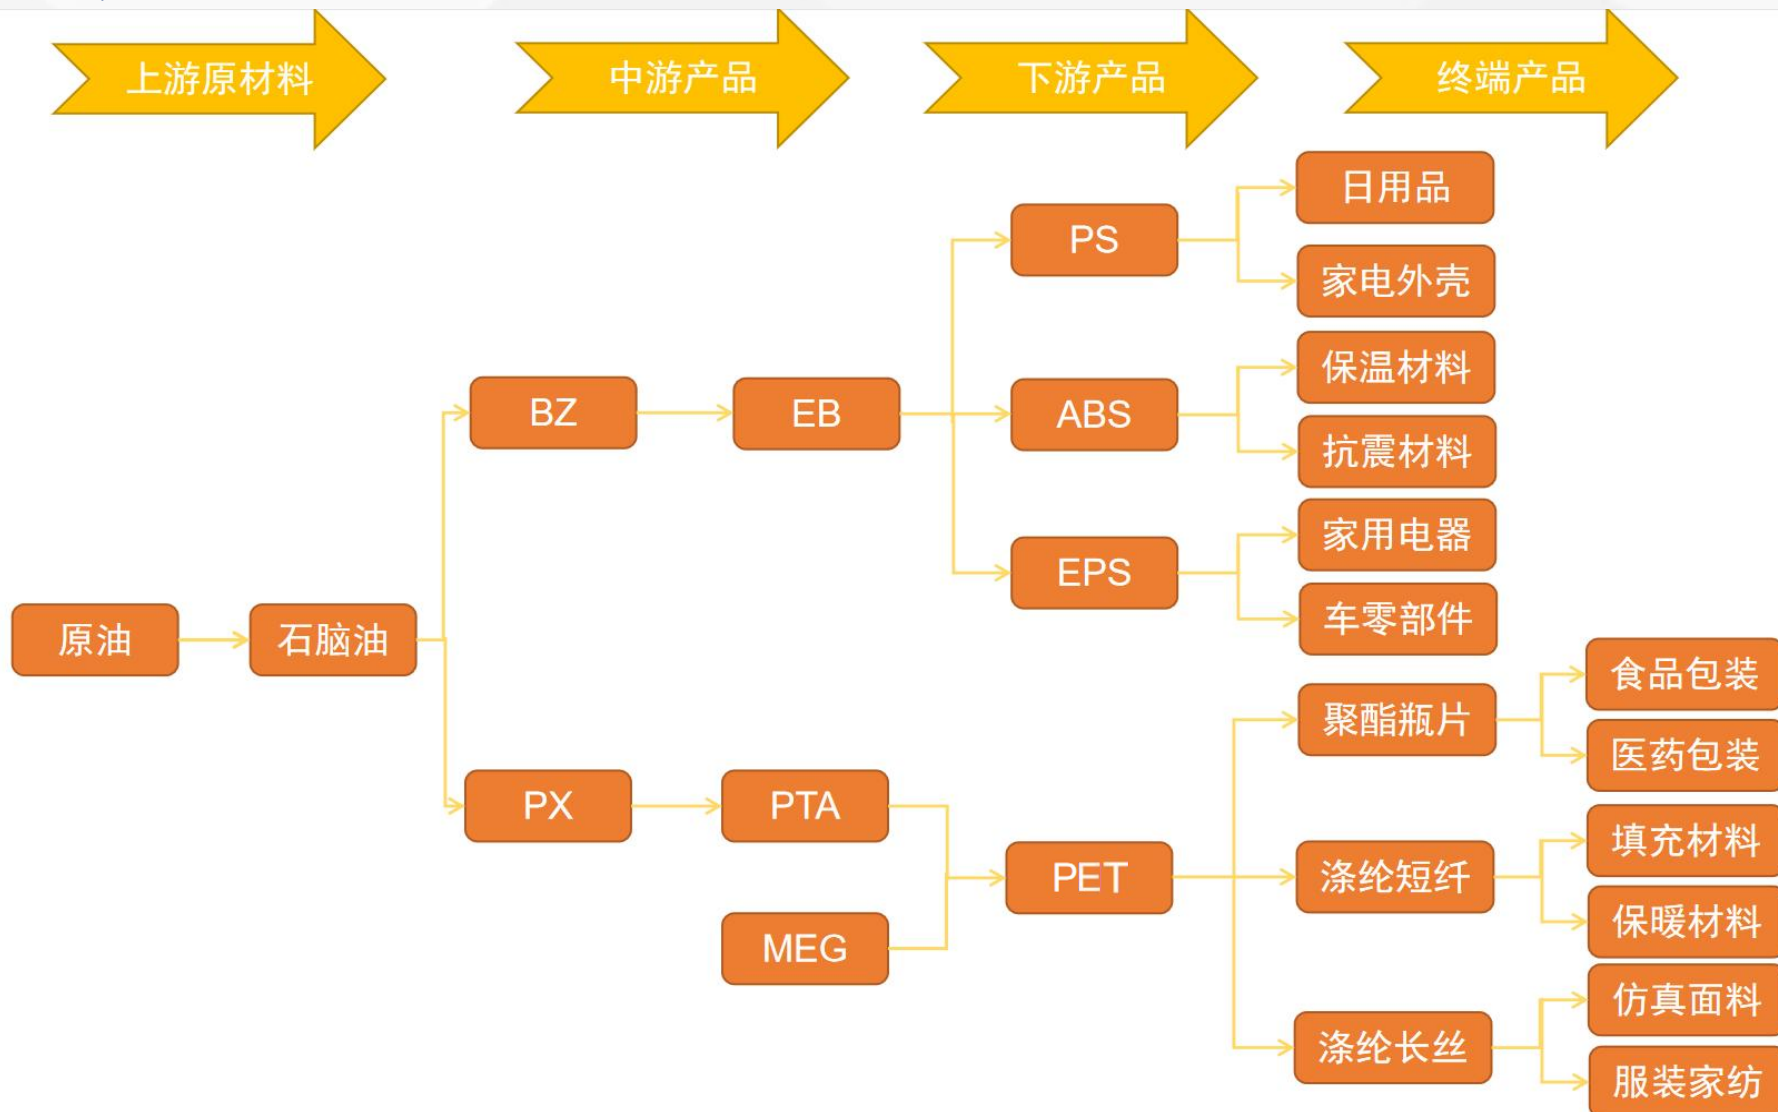 上游原材料
中游产品
下游产品
终端产品
日用品
PS
家电外壳
保温材料
BZ
EB
ABS
抗震材料
家用电器
EPS
车零部件
原油
石脑油
食品包装
聚酯瓶片
医药包装
PX
PTA
填充材料
PET
涤纶短纤
保暖材料
MEG
仿真面料
涤纶长丝
服装家纺